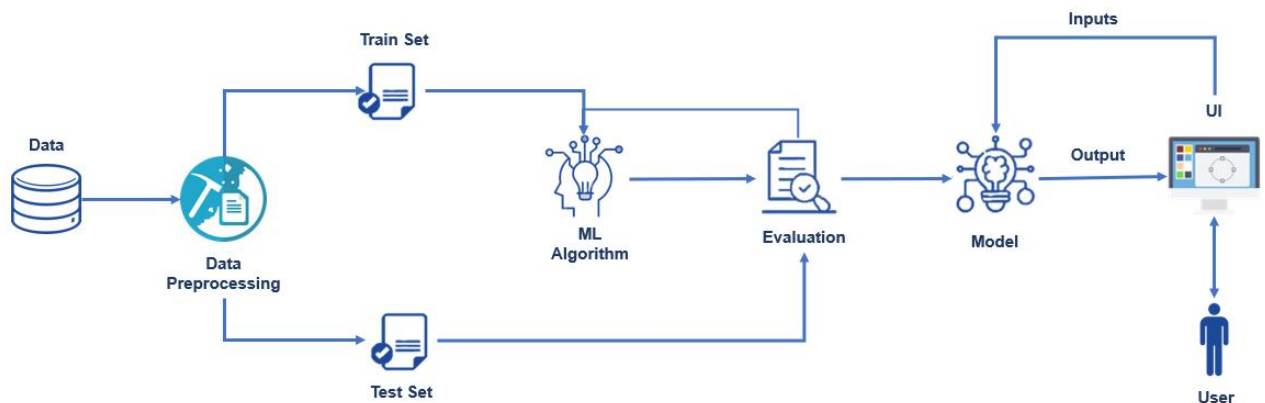 Train Set
Inputs
UI
Data
Output
ML
Algorithm
Evaluation
Model
Data
Preprocessing
Test Set
User